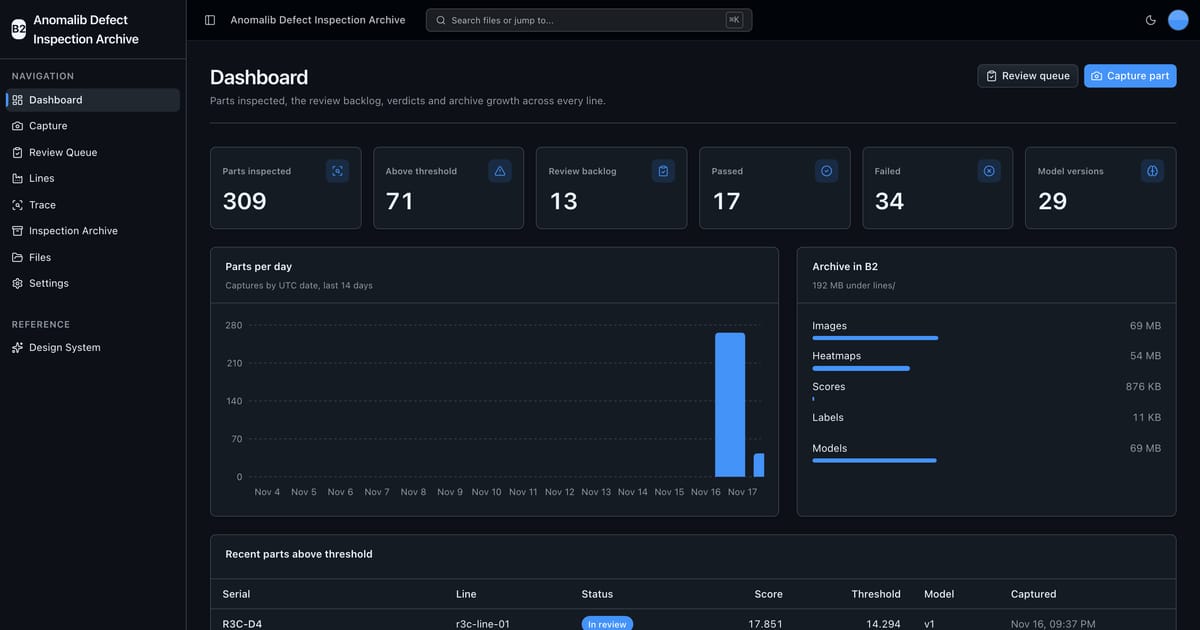 B2
Anomalib Defect
Inspection Archive
Anomalib Defect Inspection Archive
Search files or jump to...
⌘K
NAVIGATION
Dashboard
Capture
Review Queue
Lines
Trace
Inspection Archive
Files
Settings
REFERENCE
Design System
Dashboard
Parts inspected, the review backlog, verdicts and archive growth across every line.
Review queue
Capture part
Parts inspected
309
Above threshold
71
Review backlog
13
Passed
17
Failed
34
Model versions
29
Parts per day
Captures by UTC date, last 14 days
280
210
140
70
0
Nov 4 Nov 5 Nov 6 Nov 7 Nov 8 Nov 9 Nov 10 Nov 11 Nov 12 Nov 13 Nov 14 Nov 15 Nov 16 Nov 17
Archive in B2
192 MB under lines/
Images 69 MB
Heatmaps 54 MB
Scores 876 KB
Labels 11 KB
Models 69 MB
Recent parts above threshold
Serial Line Status Score Threshold Model Captured
R3C-D4 r3c-line-01 In review 17.851 14.294 v1 Nov 16, 09:37 PM